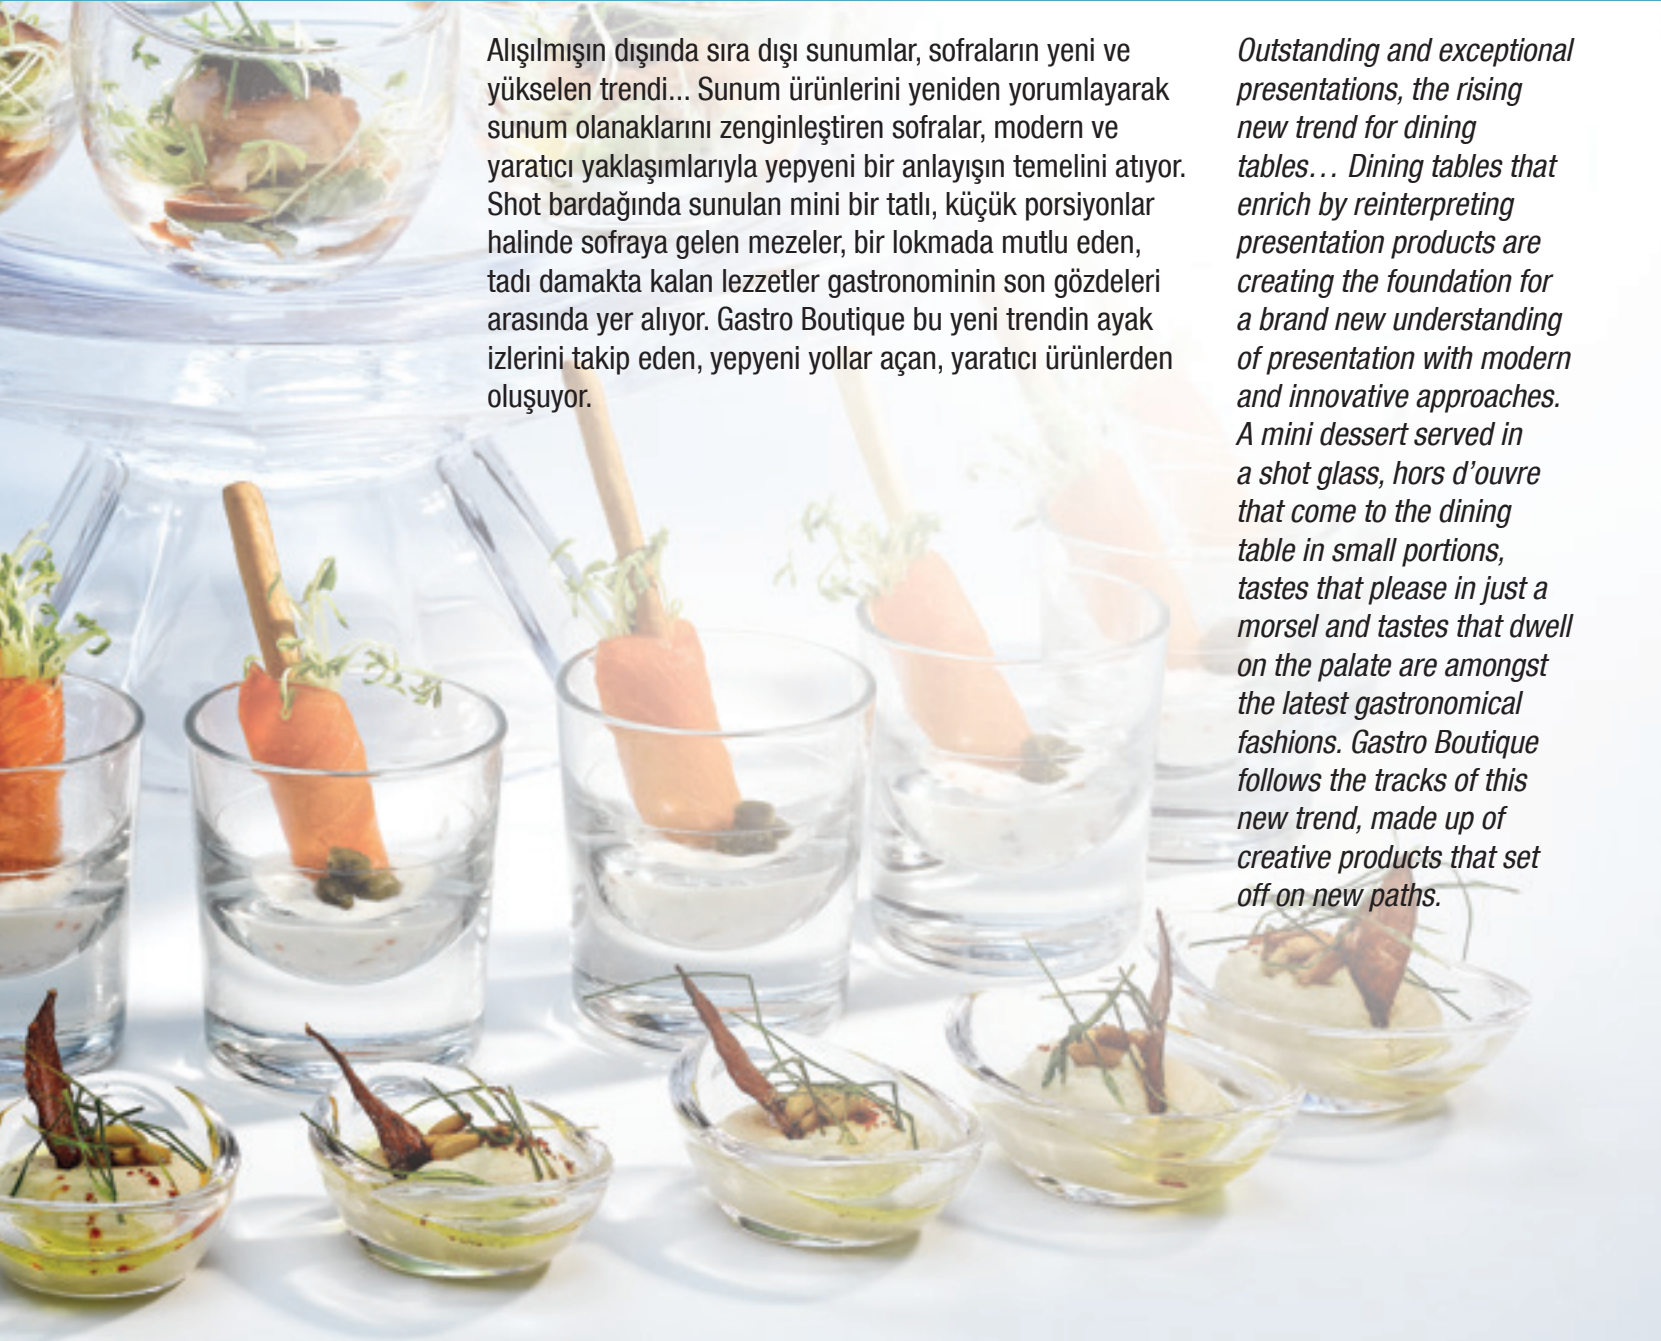 Alışılmışın dışında sıra dışı sunumlar, sofraların yeni ve
yükselen trendi... Sunum ürünlerini yeniden yorumlayarak
sunum olanaklarını zenginleştiren sofralar, modern ve
yaratıcı yaklaşımlarıyla yepyeni bir anlayışın temelini atıyor.
Shot bardağında sunulan mini bir tatlı, küçük porsiyonlar
halinde sofraya gelen mezeler, bir lokmada mutlu eden,
tadı damakta kalan lezzetler gastronominin son gözdeleri
arasında yer alıyor. Gastro Boutique bu yeni trendin ayak
izlerini takip eden, yepyeni yollar açan, yaratıcı ürünlerden
oluşuyor.
Outstanding and exceptional
presentations, the rising
new trend for dining
tables… Dining tables that
enrich by reinterpreting
presentation products are
creating the foundation for
a brand new understanding
of presentation with modern
and innovative approaches.
A mini dessert served in
a shot glass, hors d’ouvre
that come to the dining
table in small portions,
tastes that please in just a
morsel and tastes that dwell
on the palate are amongst
the latest gastronomical
fashions. Gastro Boutique
follows the tracks of this
new trend, made up of
creative products that set
off on new paths.